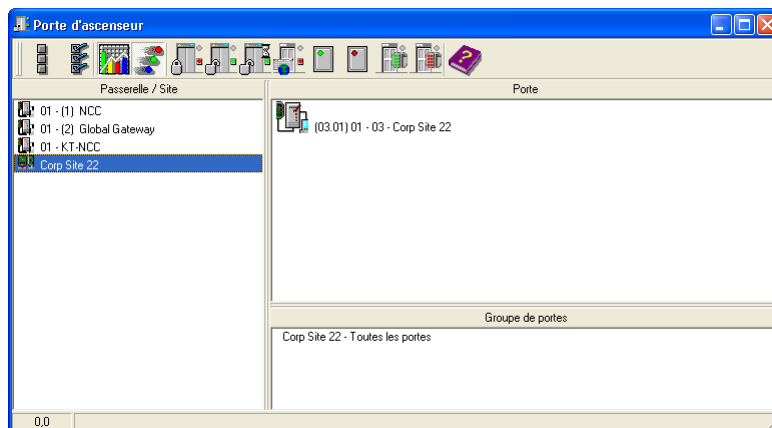 Porte d'ascenseur
Passerelle / Site
Porte
01 - (1) NCC
01 - (2) Global Gateway
01 - KT-NCC
Corp Site 22
(03.01) 01 - 03 - Corp Site 22
Groupe de portes
Corp Site 22 - Toutes les portes
0,0